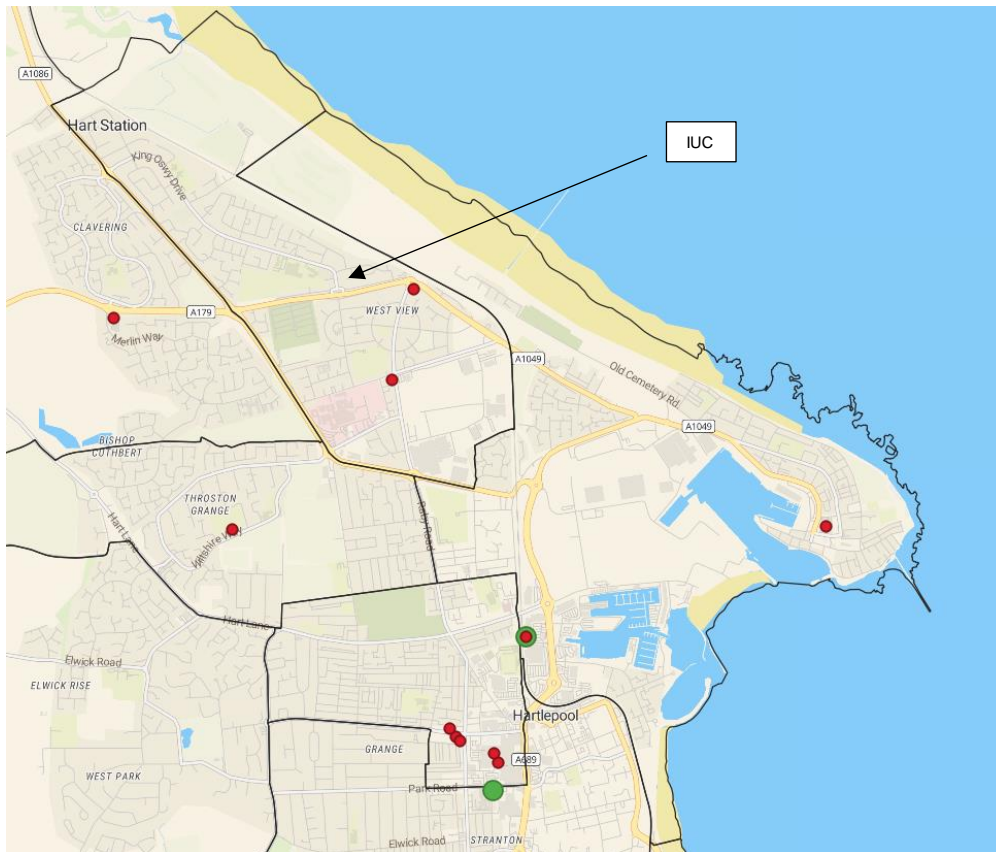 A1086
Hart Station
IUC
King Oswy Drive
CLAVERING
WEST VIEW
A179
Merlin Way
A1049
Old Cemetery Rd
A1049
BISHOP
CUTHBERT
THROSTON
GRANGE
Hart Lane
Wiltshire Way
Raby Road
Hart Lane
Elwick Road
ELWICK RISE
Hartlepool
GRANGE
A689
WEST PARK
Park Road
Elwick Road
STRANTON